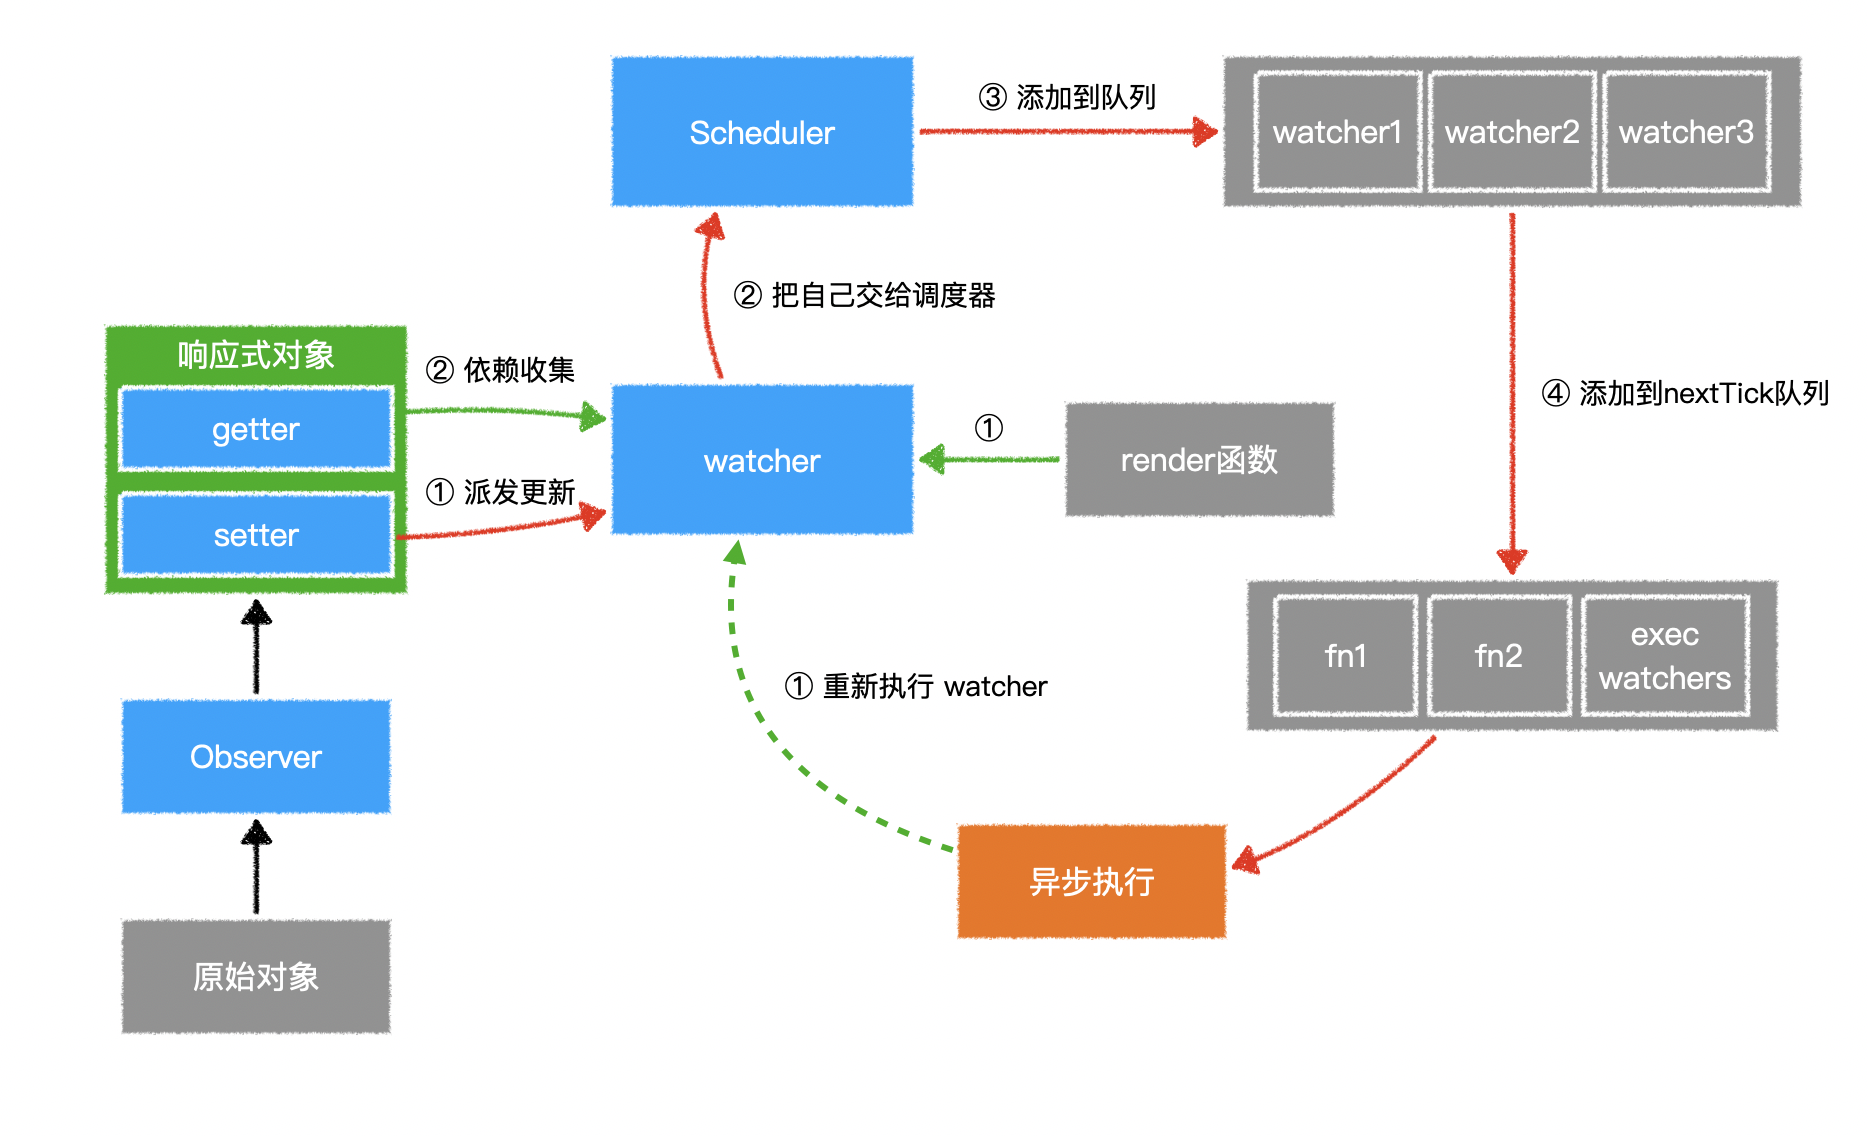 Scheduler
③ 添加到队列
watcher1
watcher2
watcher3
② 把自己交给调度器
响应式对象
getter
setter
② 依赖收集
① 派发更新
watcher
①
render函数
④ 添加到nextTick队列
fn1
fn2
exec
watchers
① 重新执行 watcher
Observer
异步执行
原始对象